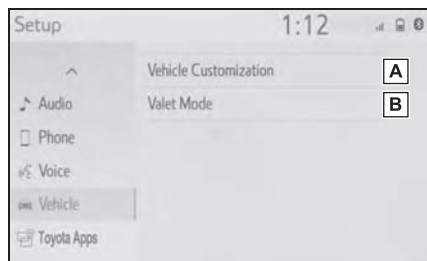 Setup 1:12
Vehicle Customization A
Audio Valet Mode B
Phone
Voice
Vehicle
Toyota Apps